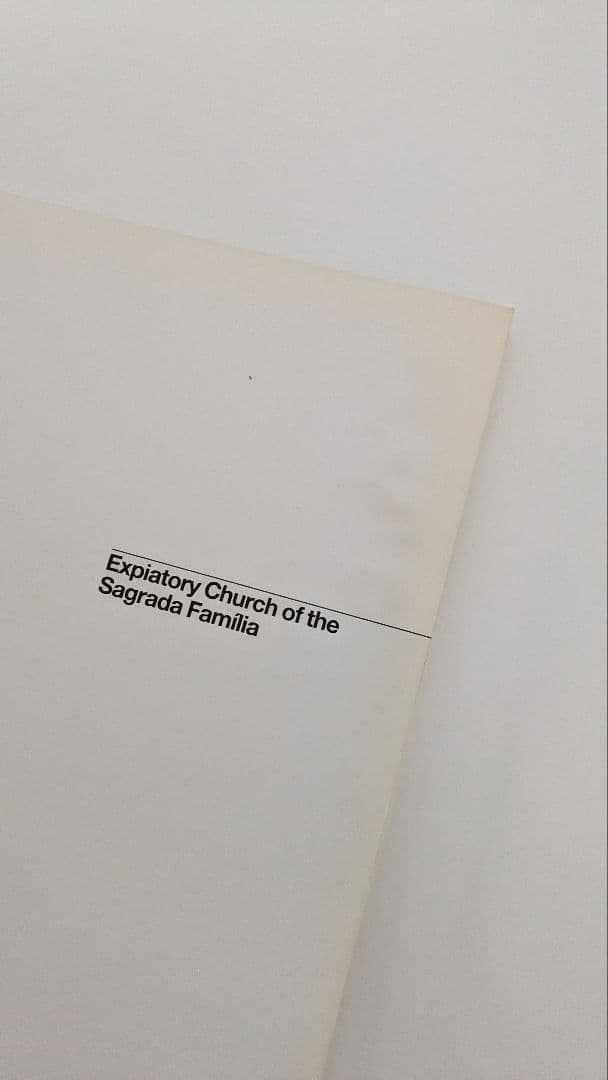 Expiatory Church of the
Sagrada Família